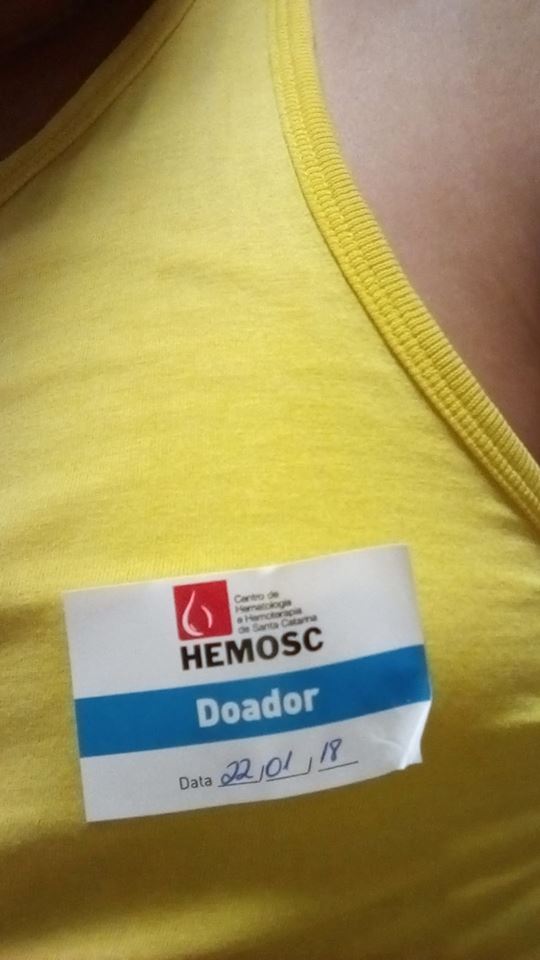 Centro de
Hematologia
e Hemoterapia
de Santa Catarina
HEMOSC
Doador
Data 22/01/18